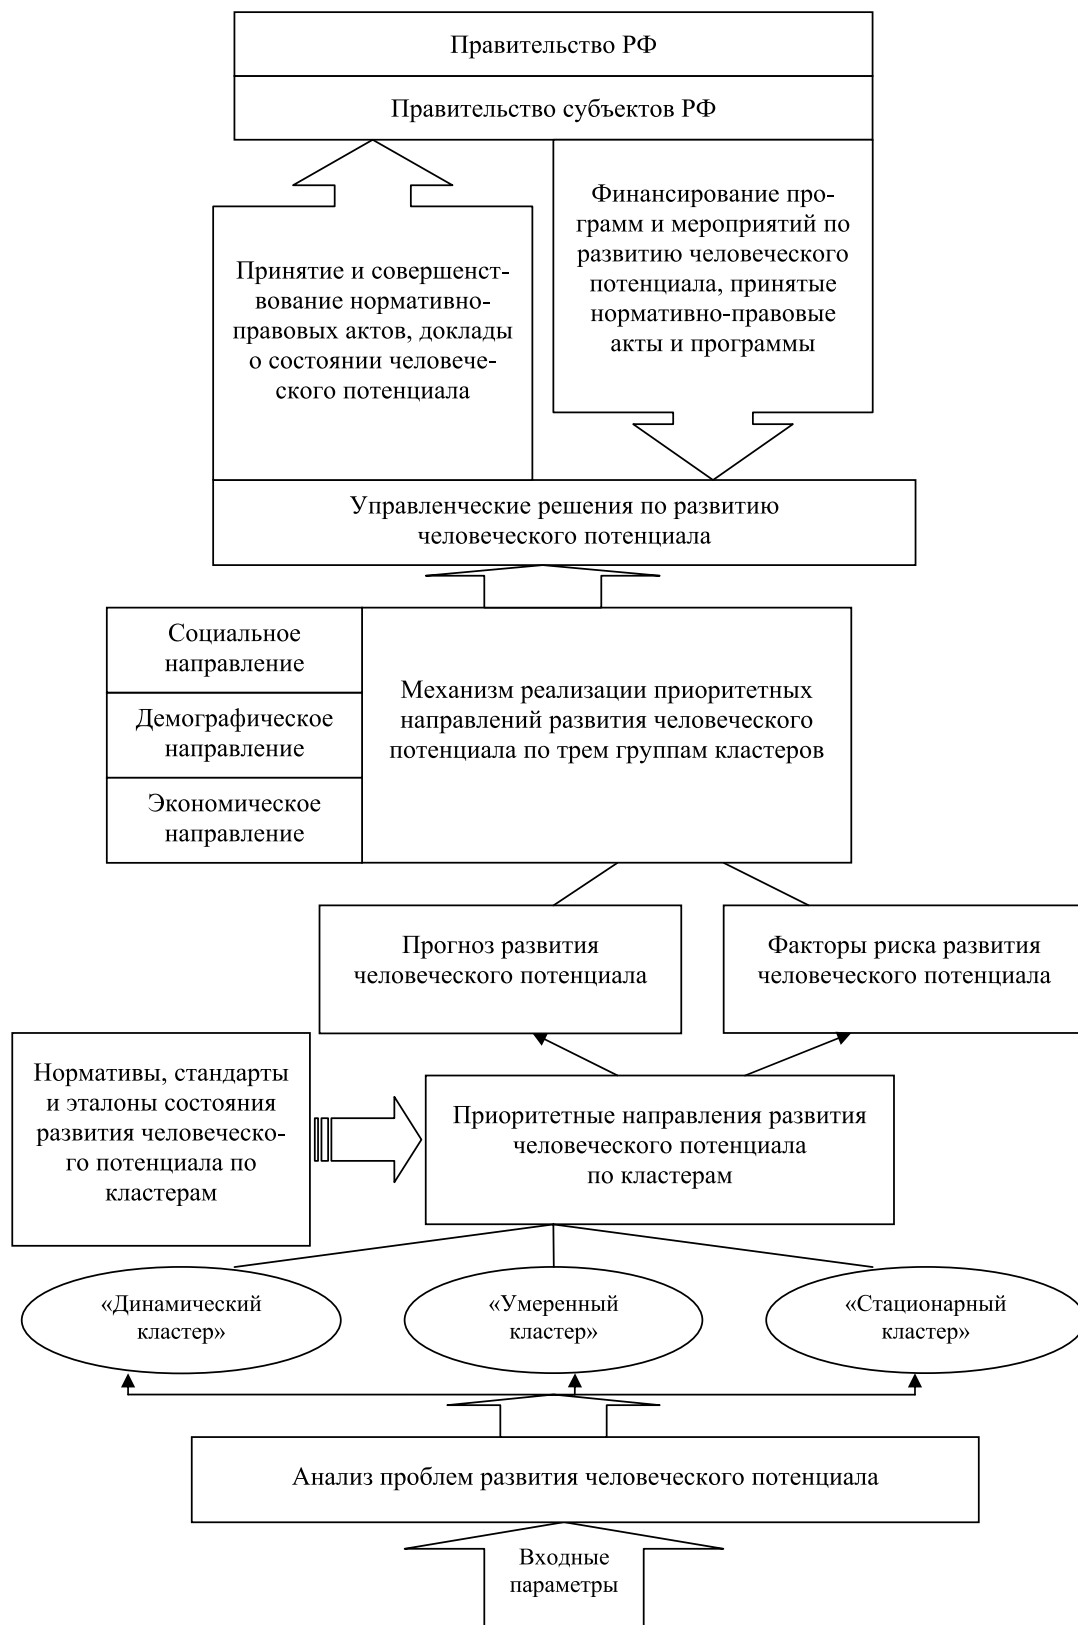 Правительство РФ
Правительство субъектов РФ
Принятие и совершенст-
вование нормативно-
правовых актов, доклады
о состоянии человече-
ского потенциала
Финансирование про-
грамм и мероприятий по
развитию человеческого
потенциала, принятые
нормативно-правовые
акты и программы
Управленческие решения по развитию
человеческого потенциала
Социальное
направление
Демографическое
направление
Экономическое
направление
Механизм реализации приоритетных
направлений развития человеческого
потенциала по трем группам кластеров
Прогноз развития
человеческого потенциала
Факторы риска развития
человеческого потенциала
Нормативы, стандарты
и эталоны состояния
развития человеческо-
го потенциала по
кластерам
Приоритетные направления развития
человеческого потенциала
по кластерам
«Динамический
кластер»
«Умеренный
кластер»
«Стационарный
кластер»
Анализ проблем развития человеческого потенциала
Входные
параметры